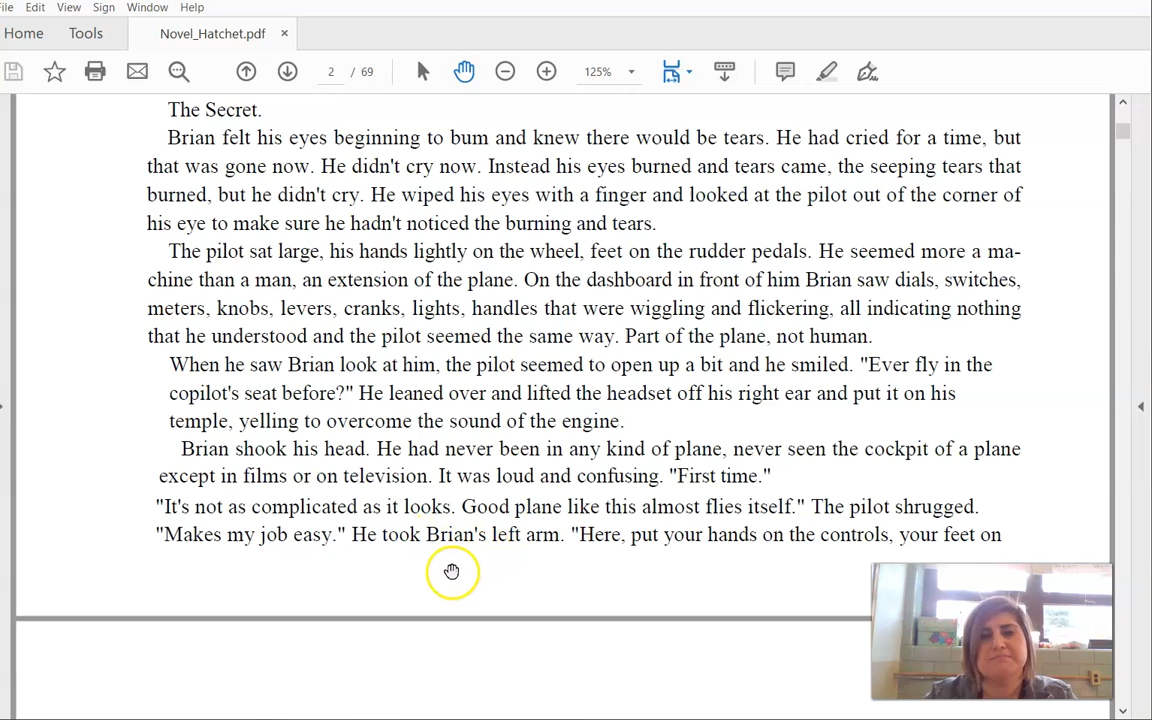 File Edit View Sign Window Help
Home Tools Novel_Hatchet.pdf ×
2 / 69 125%
The Secret.
Brian felt his eyes beginning to bum and knew there would be tears. He had cried for a time, but
that was gone now. He didn't cry now. Instead his eyes burned and tears came, the seeping tears that
burned, but he didn't cry. He wiped his eyes with a finger and looked at the pilot out of the corner of
his eye to make sure he hadn't noticed the burning and tears.
The pilot sat large, his hands lightly on the wheel, feet on the rudder pedals. He seemed more a ma-
chine than a man, an extension of the plane. On the dashboard in front of him Brian saw dials, switches,
meters, knobs, levers, cranks, lights, handles that were wiggling and flickering, all indicating nothing
that he understood and the pilot seemed the same way. Part of the plane, not human.
When he saw Brian look at him, the pilot seemed to open up a bit and he smiled. "Ever fly in the
copilot's seat before?" He leaned over and lifted the headset off his right ear and put it on his
temple, yelling to overcome the sound of the engine.
Brian shook his head. He had never been in any kind of plane, never seen the cockpit of a plane
except in films or on television. It was loud and confusing. "First time."
"It's not as complicated as it looks. Good plane like this almost flies itself." The pilot shrugged.
"Makes my job easy." He took Brian's left arm. "Here, put your hands on the controls, your feet on